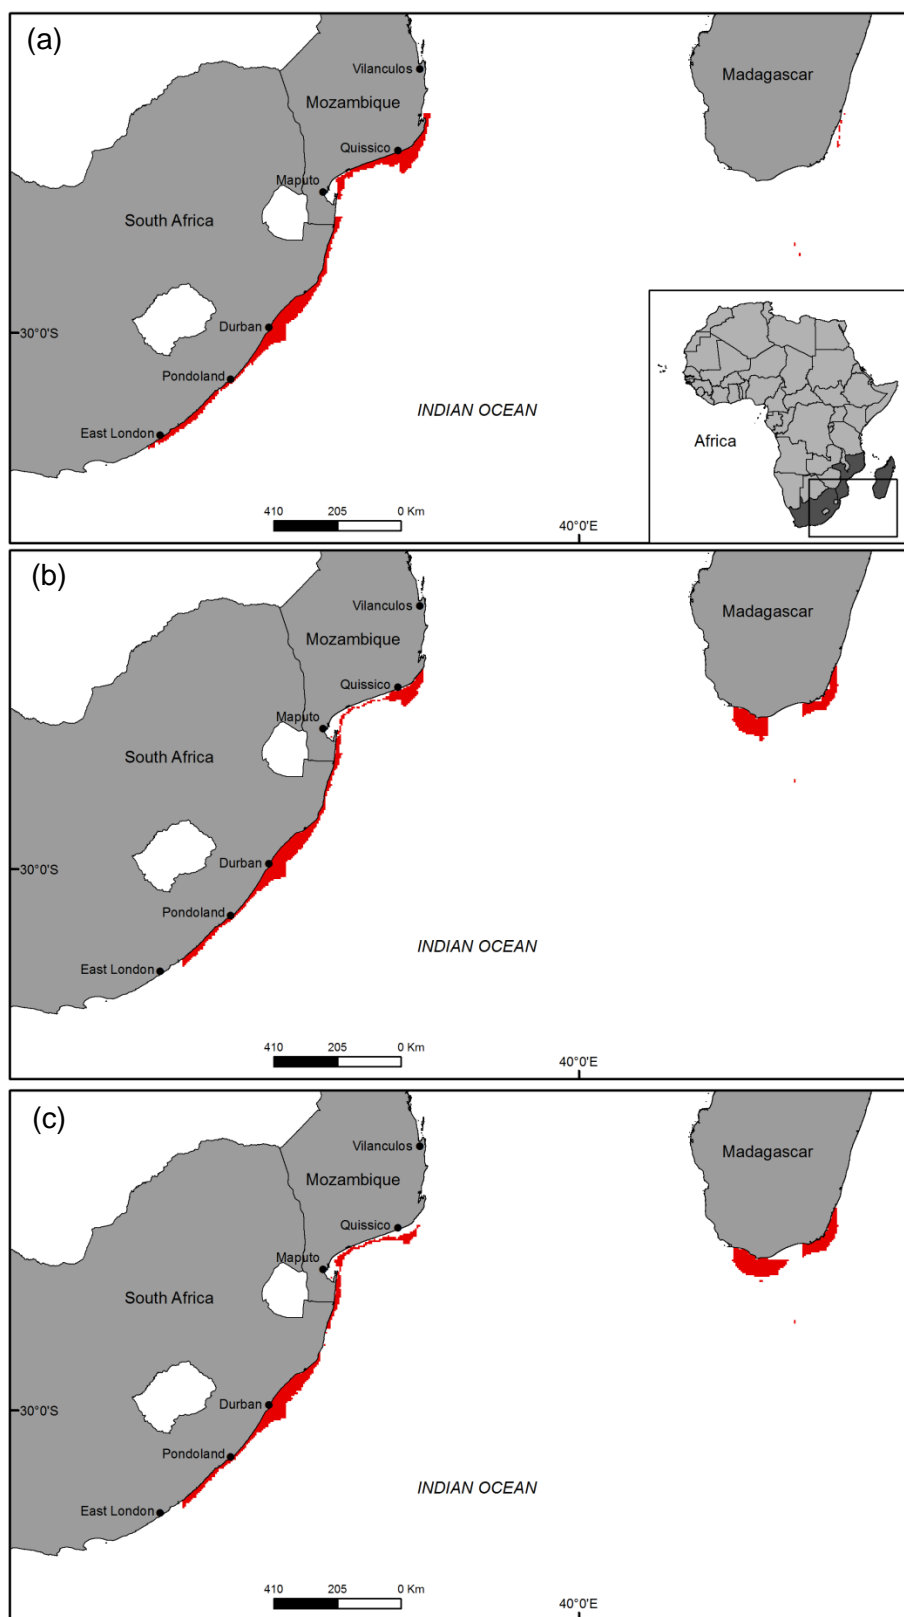 (a)
Vilanculos
Madagascar
Mozambique
Quissico
Maputo
South Africa
Durban
30°0'S
Pondoland
INDIAN OCEAN
East London
Africa
410 205 0 Km
40°0'E
(b)
Vilanculos
Madagascar
Mozambique
Quissico
Maputo
South Africa
Durban
30°0'S
Pondoland
INDIAN OCEAN
East London
410 205 0 Km
40°0'E
(c)
Vilanculos
Madagascar
Mozambique
Quissico
Maputo
South Africa
Durban
30°0'S
Pondoland
INDIAN OCEAN
East London
410 205 0 Km
40°0'E